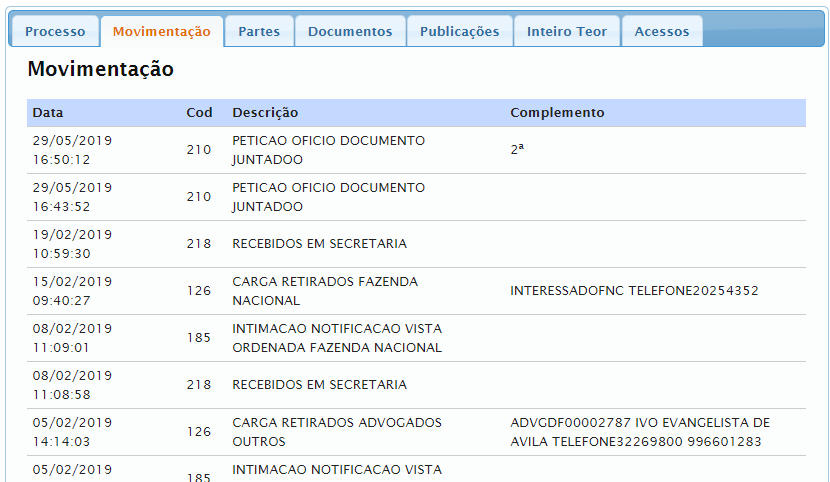 Processo Movimentação Partes Documentos Publicações Inteiro Teor Acessos
Movimentação
Data Cod Descrição Complemento
29/05/2019 16:50:12 210 PETICAO OFICIO DOCUMENTO JUNTADOO 2ª
29/05/2019 16:43:52 210 PETICAO OFICIO DOCUMENTO JUNTADOO
19/02/2019 10:59:30 218 RECEBIDOS EM SECRETARIA
15/02/2019 09:40:27 126 CARGA RETIRADOS FAZENDA NACIONAL INTERESSADOFNC TELEFONE20254352
08/02/2019 11:09:01 185 INTIMACAO NOTIFICACAO VISTA ORDENADA FAZENDA NACIONAL
08/02/2019 11:08:58 218 RECEBIDOS EM SECRETARIA
05/02/2019 14:14:03 126 CARGA RETIRADOS ADVOGADOS OUTROS ADVGDF00002787 IVO EVANGELISTA DE AVILA TELEFONE32269800 996601283
05/02/2019 185 INTIMACAO NOTIFICACAO VISTA